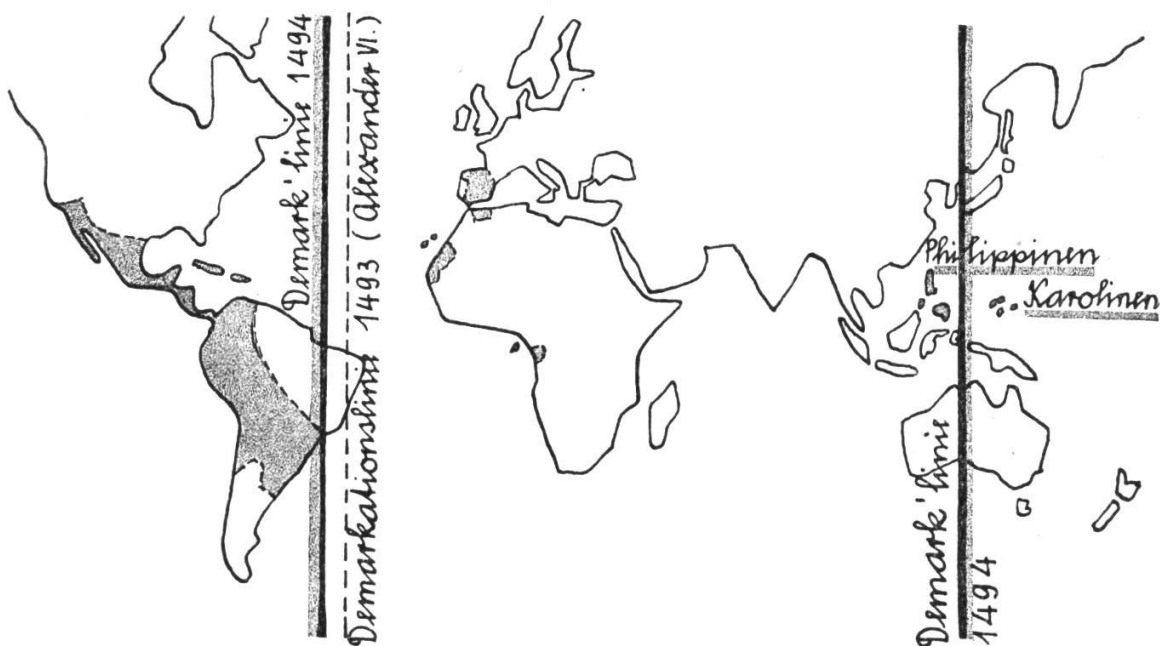 Demark'linie 1494
Demarkationslinie 1493 (Alexander VI.)
Philippinen
Karolinen
Demark'linie
1494